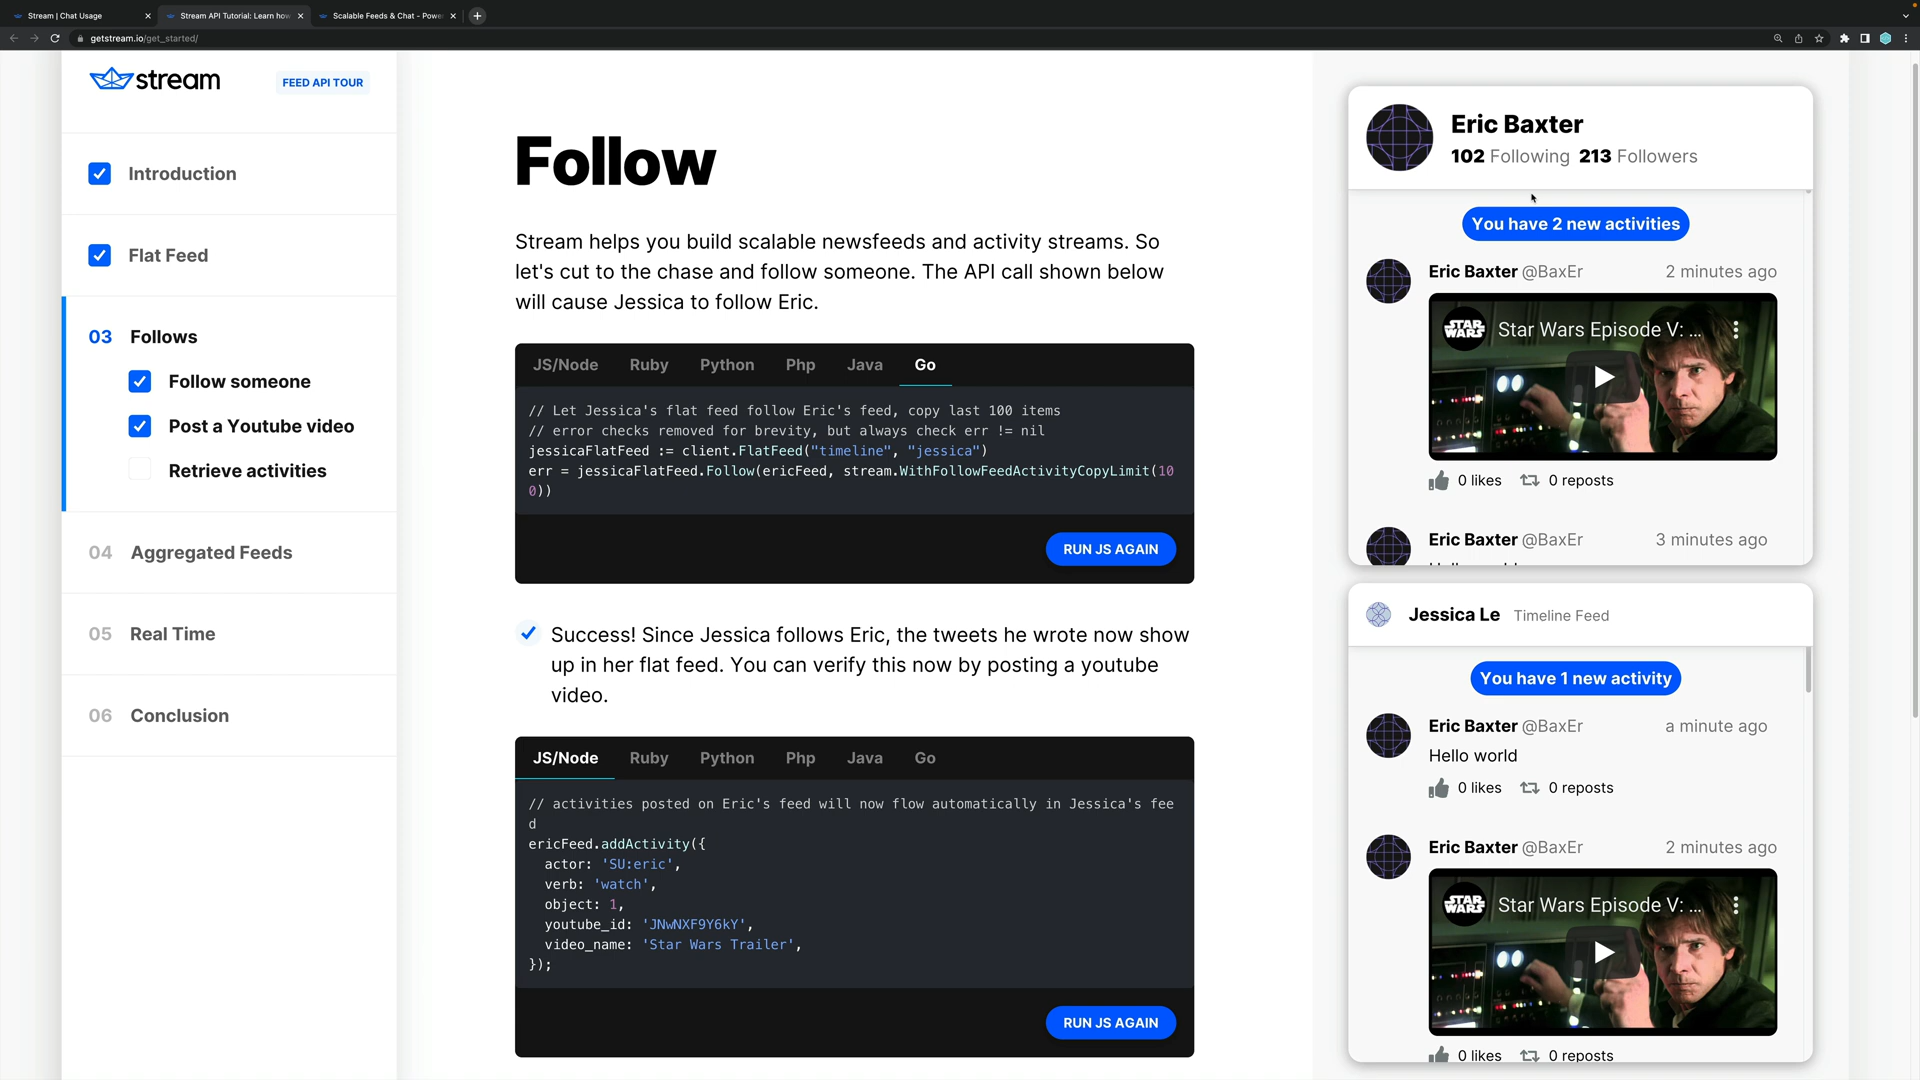 Stream | Chat Usage
Stream API Tutorial: Learn how
Scalable Feeds & Chat - Powe
getstream.io/get_started/
stream
FEED API TOUR
Introduction
Flat Feed
03 Follows
Follow someone
Post a Youtube video
Retrieve activities
04 Aggregated Feeds
05 Real Time
06 Conclusion
Follow
Stream helps you build scalable newsfeeds and activity streams. So
let's cut to the chase and follow someone. The API call shown below
will cause Jessica to follow Eric.
JS/Node Ruby Python Php Java Go
// Let Jessica's flat feed follow Eric's feed, copy last 100 items
// error checks removed for brevity, but always check err != nil
jessicaFlatFeed := client.FlatFeed("timeline", "jessica")
err = jessicaFlatFeed.Follow(ericFeed, stream.WithFollowFeedActivityCopyLimit(10
0))
RUN JS AGAIN
Success! Since Jessica follows Eric, the tweets he wrote now show
up in her flat feed. You can verify this now by posting a youtube
video.
JS/Node Ruby Python Php Java Go
// activities posted on Eric's feed will now flow automatically in Jessica's fee
d
ericFeed.addActivity({
actor: 'SU:eric',
verb: 'watch',
object: 1,
youtube_id: 'JNwNXF9Y6kY',
video_name: 'Star Wars Trailer',
});
RUN JS AGAIN
Eric Baxter
102 Following 213 Followers
You have 2 new activities
Eric Baxter @BaxEr 2 minutes ago
STAR WARS Star Wars Episode V: ...
0 likes 0 reposts
Eric Baxter @BaxEr 3 minutes ago
Jessica Le Timeline Feed
You have 1 new activity
Eric Baxter @BaxEr a minute ago
Hello world
0 likes 0 reposts
Eric Baxter @BaxEr 2 minutes ago
STAR WARS Star Wars Episode V: ...
0 likes 0 reposts